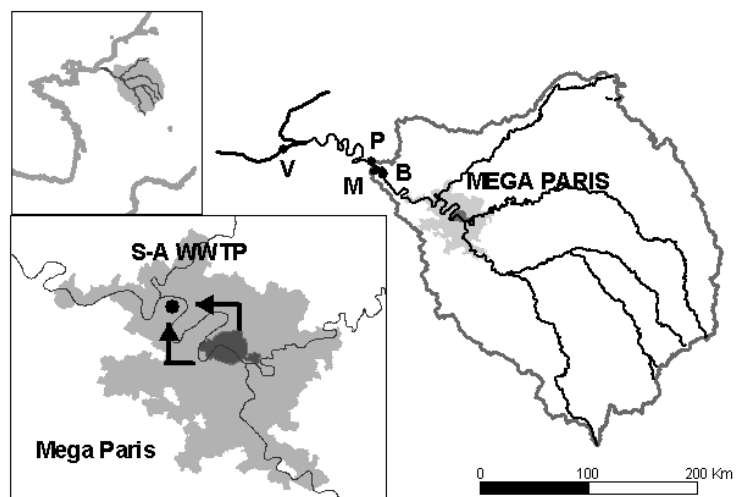 P
V
M
B
MEGA PARIS
S-A WWTP
Mega Paris
0 100 200 Km